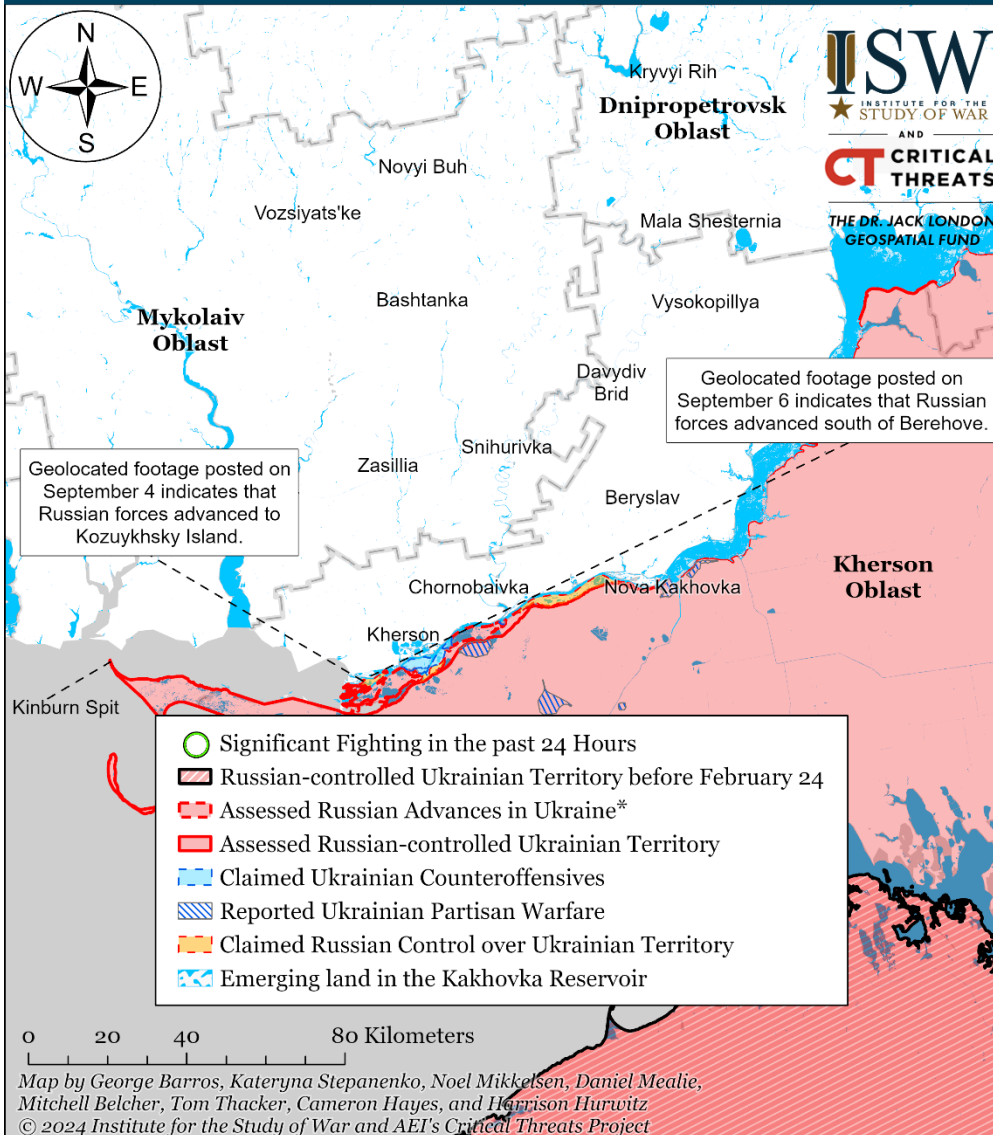 N
W
E
S
ISW
INSTITUTE FOR THE
STUDY OF WAR
AND
CT CRITICAL
THREATS
THE DR. JACK LONDON
GEOSPATIAL FUND
Kryvyi Rih
Dnipropetrovsk
Oblast
Novyi Buh
Vozsiyats'ke
Mala Shesternia
Bashtanka
Vysokopillya
Mykolaiv
Oblast
Davydiv
Brid
Geolocated footage posted on
September 6 indicates that Russian
forces advanced south of Berehove.
Snihurivka
Zasillia
Geolocated footage posted on
September 4 indicates that
Russian forces advanced to
Kozuykhsky Island.
Beryslav
Kherson
Oblast
Chornobaivka
Nova Kakhovka
Kherson
Kinburn Spit
Significant Fighting in the past 24 Hours
Russian-controlled Ukrainian Territory before February 24
Assessed Russian Advances in Ukraine*
Assessed Russian-controlled Ukrainian Territory
Claimed Ukrainian Counteroffensives
Reported Ukrainian Partisan Warfare
Claimed Russian Control over Ukrainian Territory
Emerging land in the Kakhovka Reservoir
0 20 40 80 Kilometers
Map by George Barros, Kateryna Stepanenko, Noel Mikkelsen, Daniel Mealie,
Mitchell Belcher, Tom Thacker, Cameron Hayes, and Harrison Hurwitz
© 2024 Institute for the Study of War and AEI's Critical Threats Project